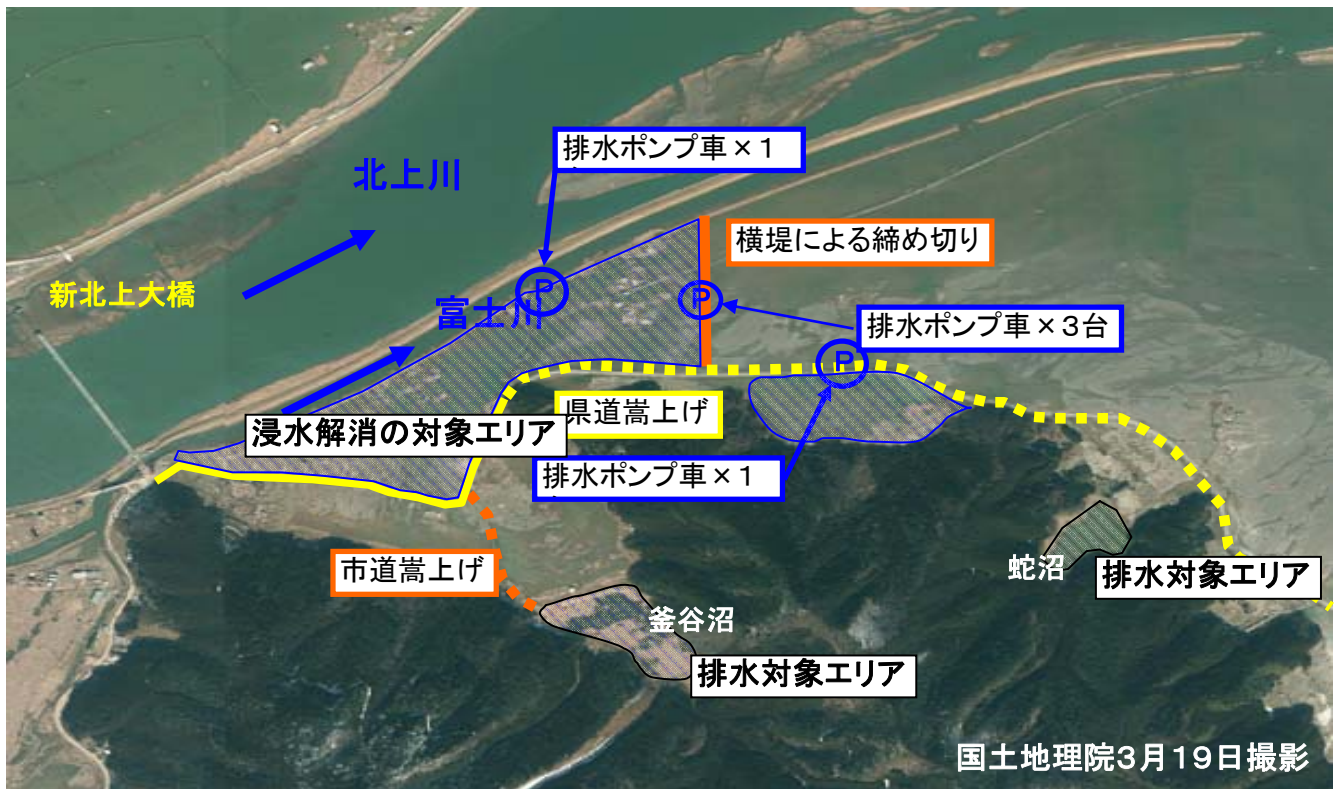 排水ポンプ車×1
北上川
横堤による締め切り
新北上大橋
P
P
富士川
排水ポンプ車×3台
P
県道嵩上げ
浸水解消の対象エリア
排水ポンプ車×1
市道嵩上げ
蛇沼
排水対象エリア
釜谷沼
排水対象エリア
国土地理院3月19日撮影